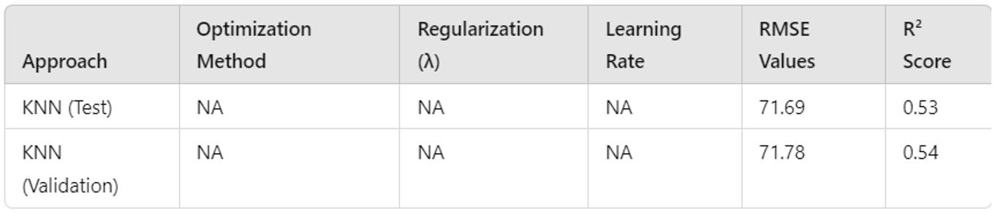 Approach Optimization Method Regularization (λ) Learning Rate RMSE Values R² Score
KNN (Test) NA NA NA 71.69 0.53
KNN (Validation) NA NA NA 71.78 0.54